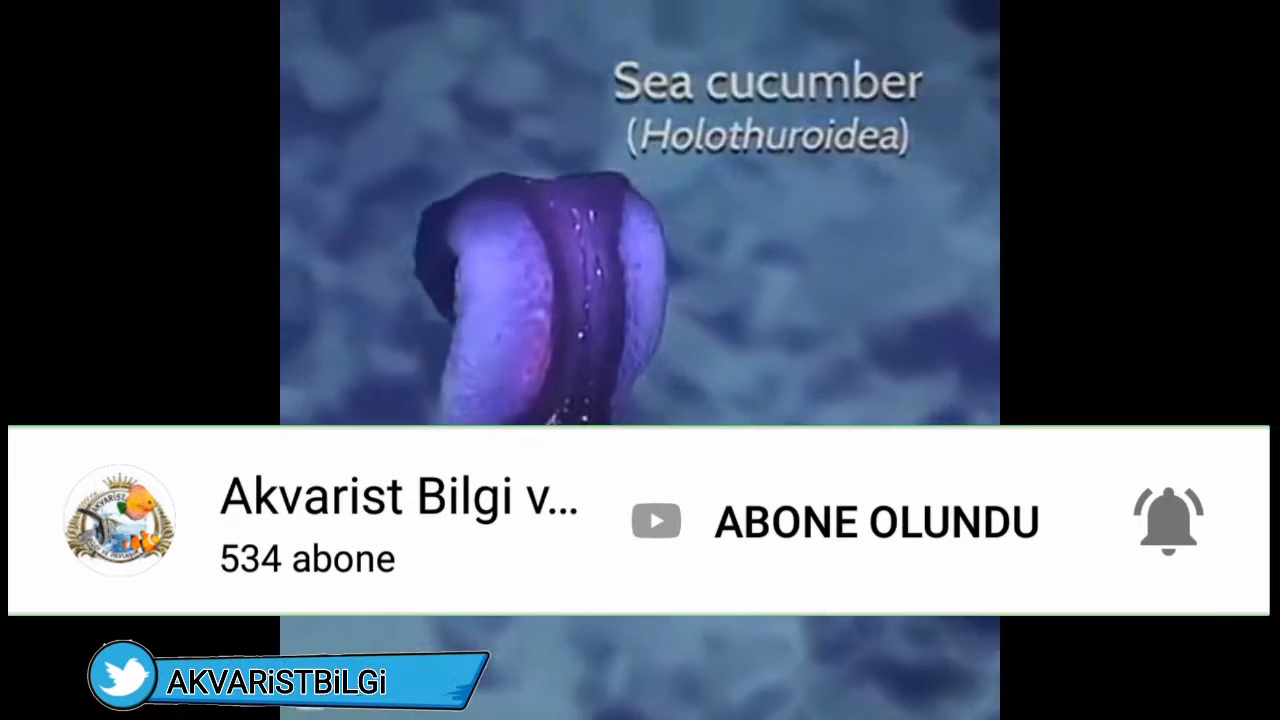 Sea cucumber
(Holothuroidea)
Akvarist Bilgi v...
534 abone
ABONE OLUNDU
AKVARiSTBiLGi